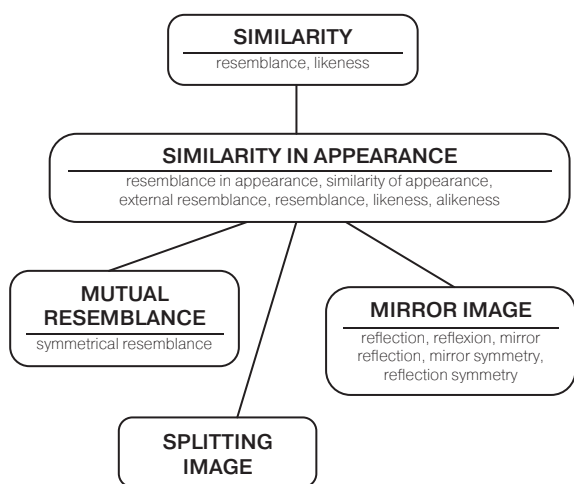 SIMILARITY
resemblance, likeness
SIMILARITY IN APPEARANCE
resemblance in appearance, similarity of appearance,
external resemblance, resemblance, likeness, alikeness
MUTUAL
RESEMBLANCE
symmetrical resemblance
MIRROR IMAGE
reflection, reflexion, mirror
reflection, mirror symmetry,
reflection symmetry
SPLITTING
IMAGE